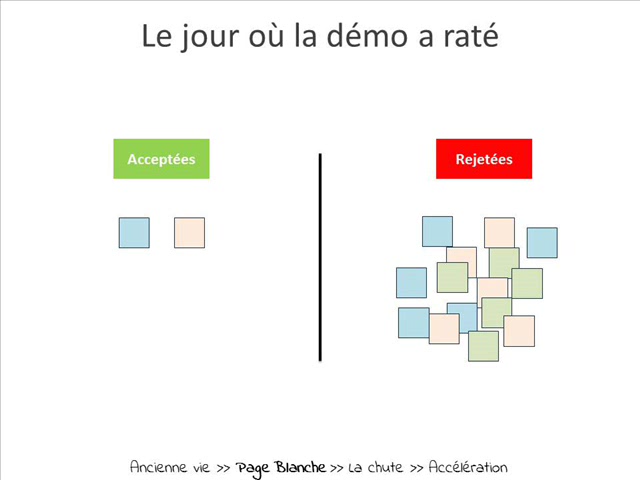 Le jour où la démo a raté
Acceptées
Rejetées
Ancienne vie >> Page Blanche >> La chute >> Accélération